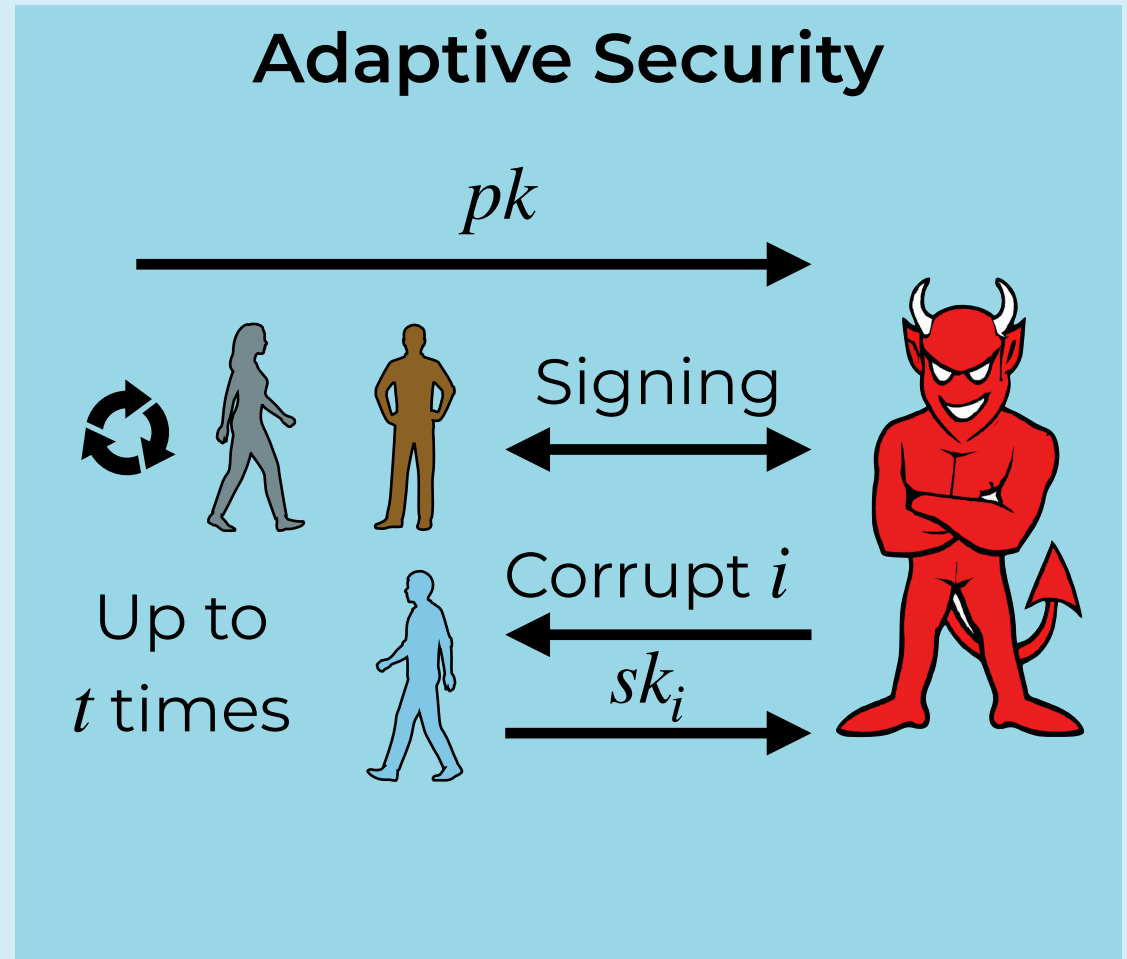 Adaptive Security
pk
Signing
Corrupt i
Up to
t times
sk_i